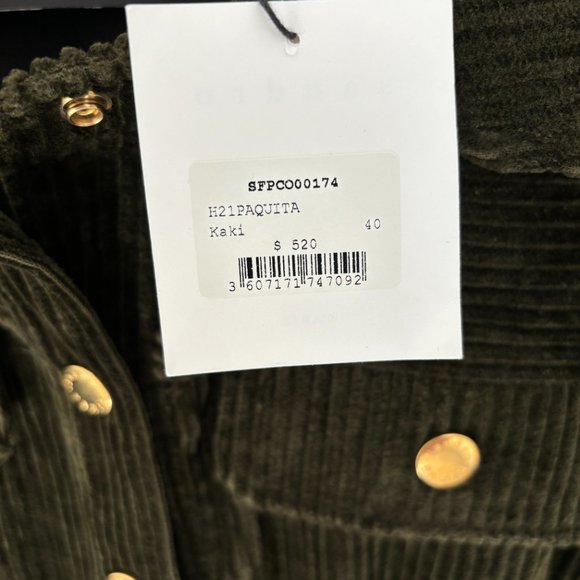 SFPCO00174
H21PAQUITA
Kaki 40
$ 520
3 607171 747092